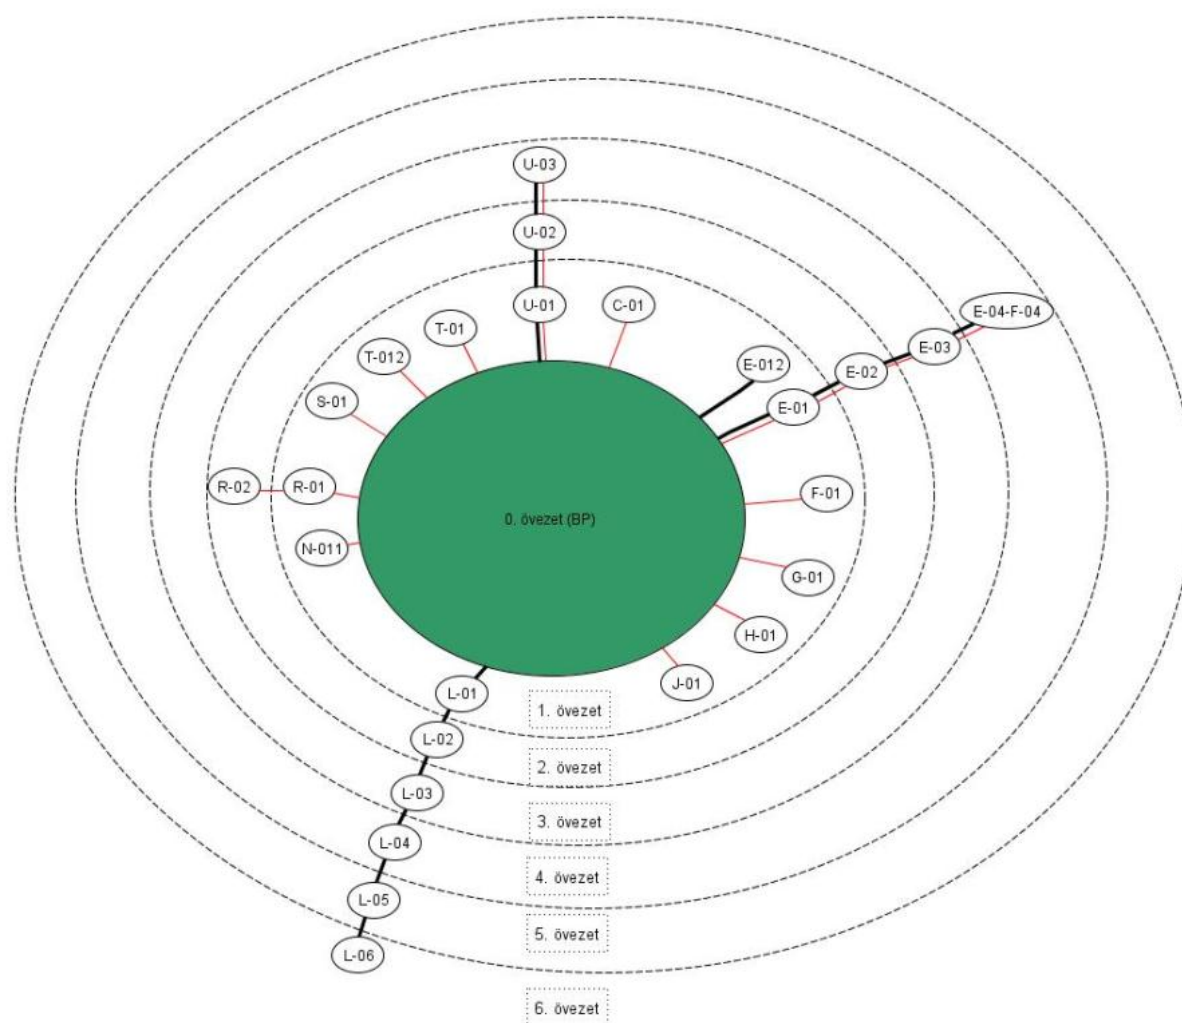 U-03
U-02
U-01
C-01
E-04-F-04
T-01
E-03
T-012
E-012
E-02
S-01
E-01
R-02
R-01
F-01
0. övezet (BP)
N-011
G-01
H-01
J-01
L-01
1. övezet
L-02
2. övezet
L-03
3. övezet
L-04
4. övezet
L-05
5. övezet
L-06
6. övezet